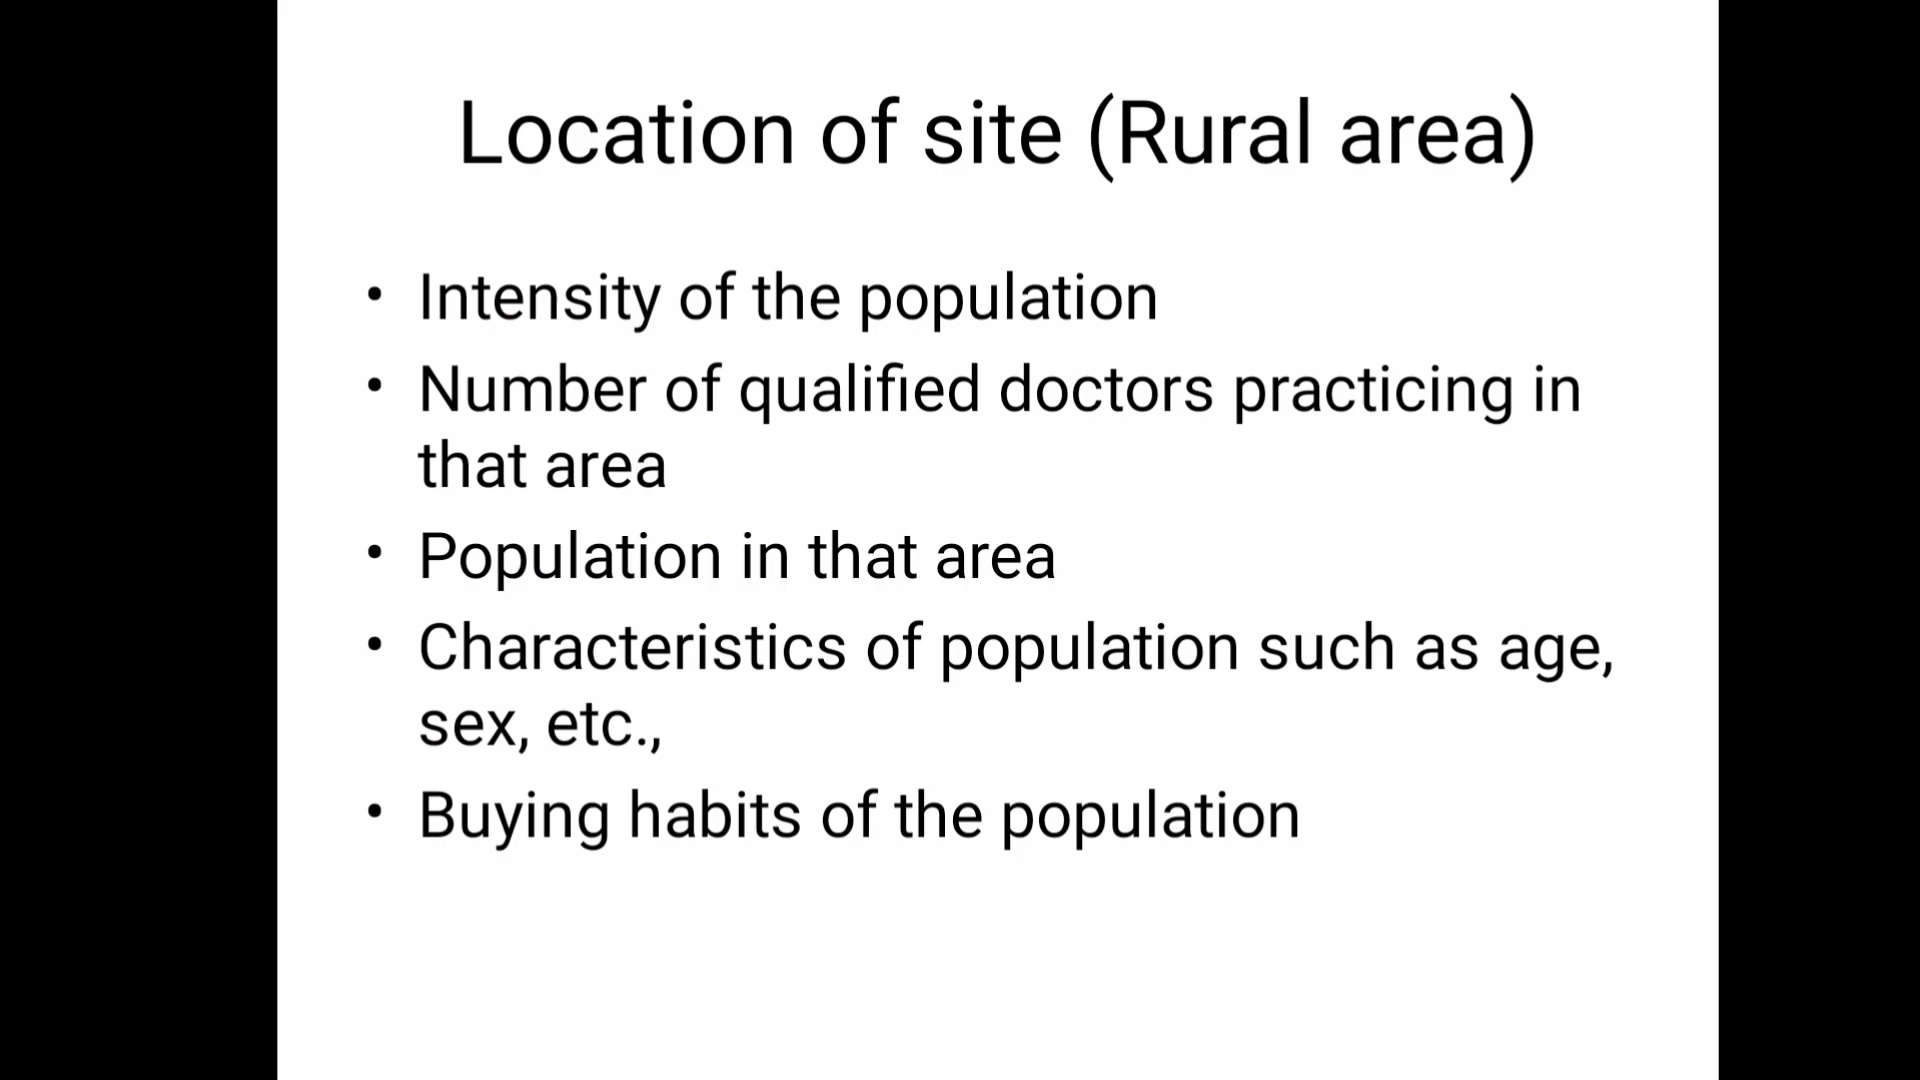 Location of site (Rural area)
• Intensity of the population
• Number of qualified doctors practicing in
that area
• Population in that area
• Characteristics of population such as age,
sex, etc.,
• Buying habits of the population